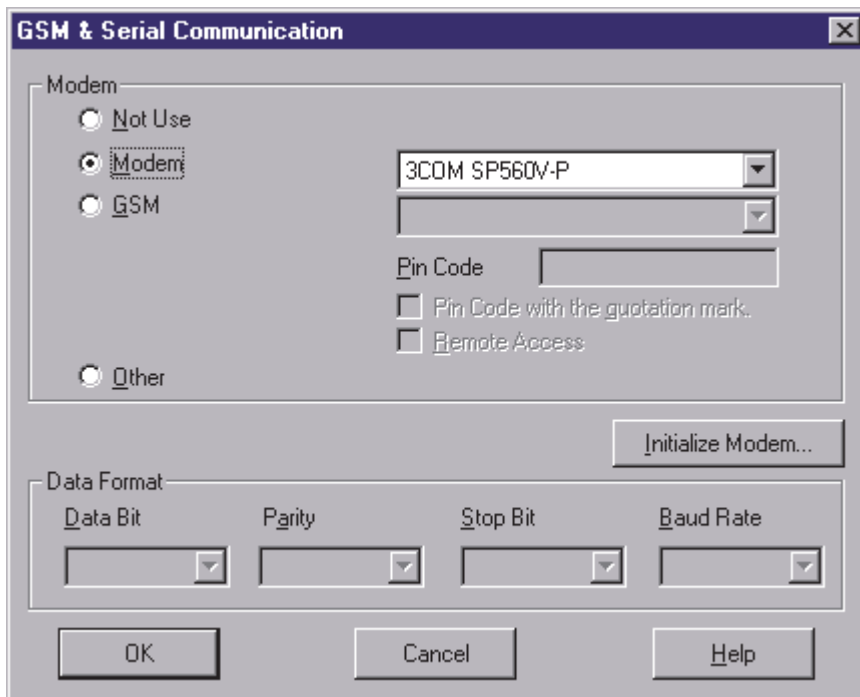 GSM & Serial Communication
Modem
Not Use
Modem
3COM SP560V-P
GSM
Pin Code
Pin Code with the guotation mark.
Remote Access
Other
Initialize Modem...
Data Format
Data Bit
Parity
Stop Bit
Baud Rate
OK
Cancel
Help